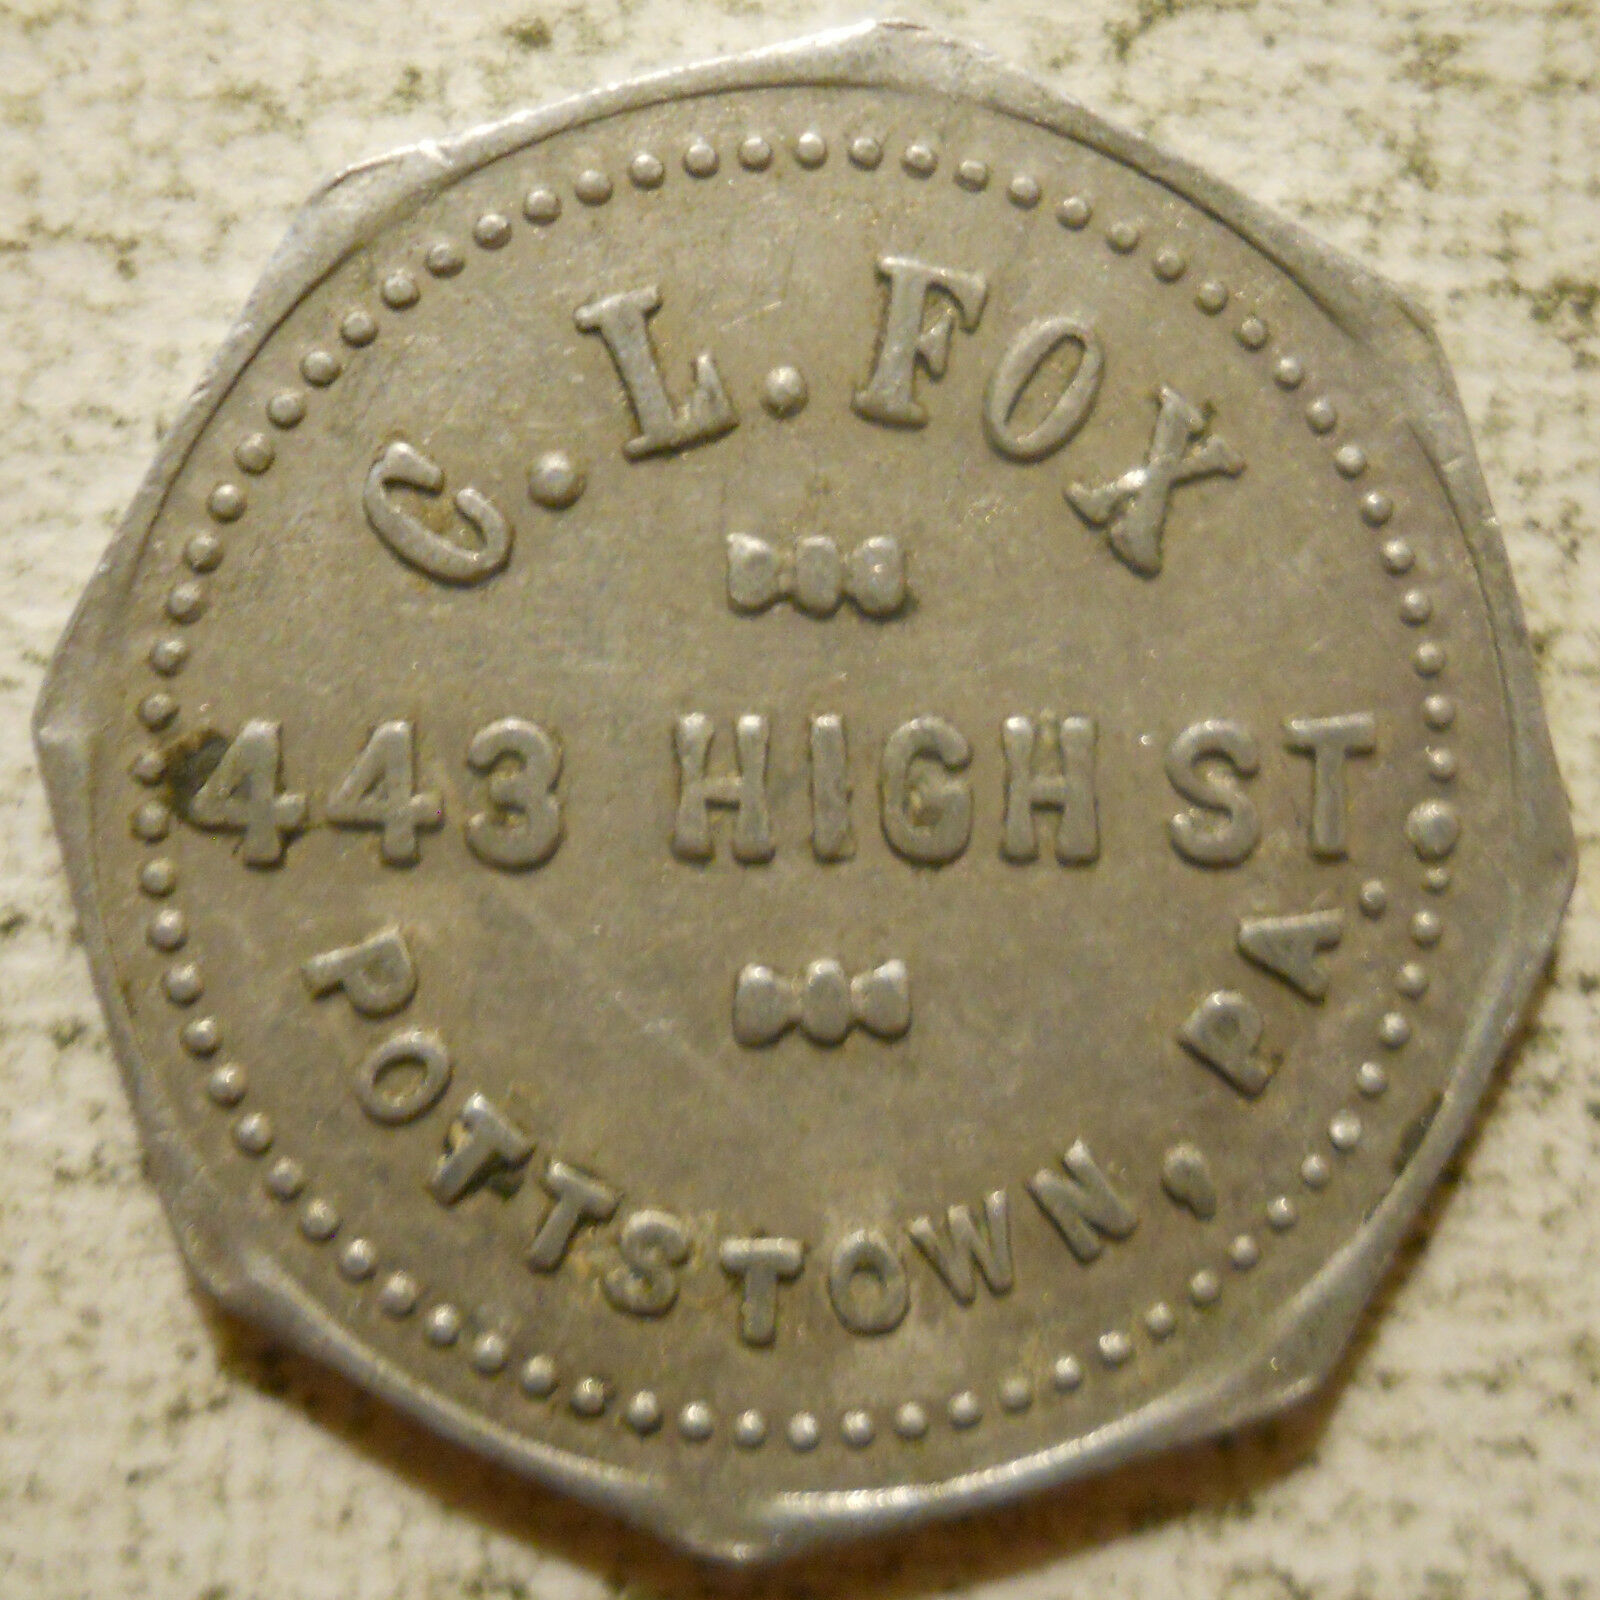 C. L. FOX
443 HIGH ST.
POTTSTOWN, PA.